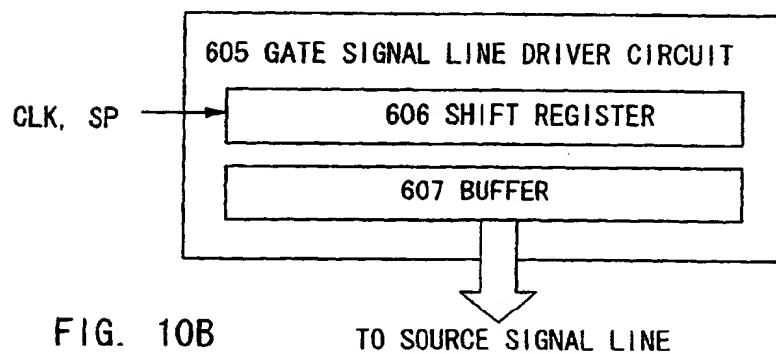 605 GATE SIGNAL LINE DRIVER CIRCUIT
CLK, SP
606 SHIFT REGISTER
607 BUFFER
FIG. 10B
TO SOURCE SIGNAL LINE